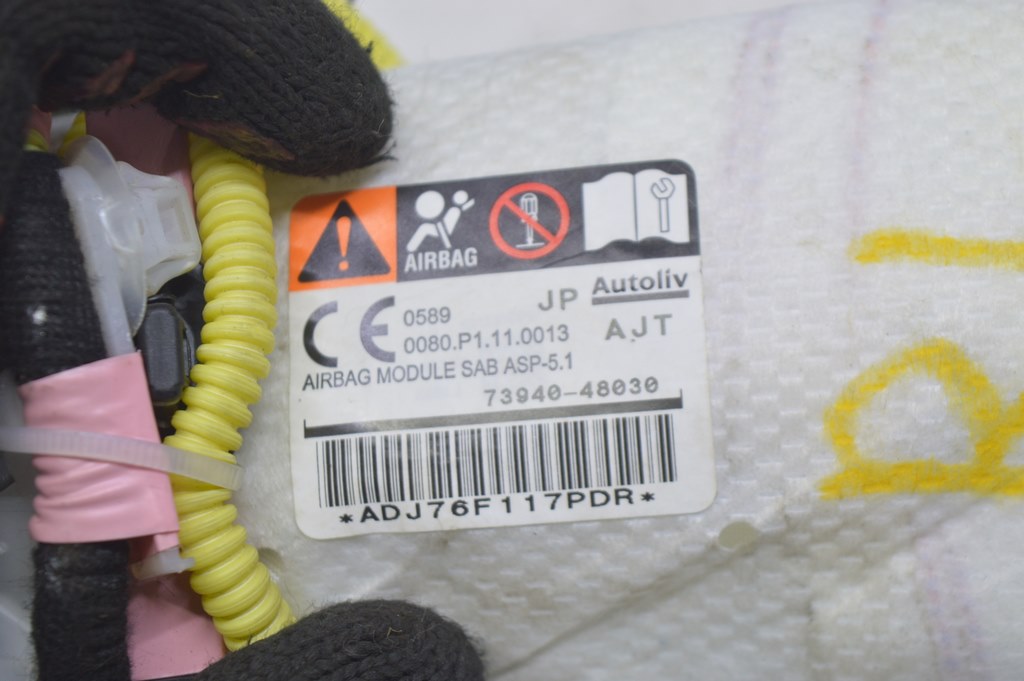 AIRBAG
JP Autoliv
0589
0080.P1.11.0013 AJT
AIRBAG MODULE SAB ASP-5.1
73940-48030
*ADJ76F117PDR*